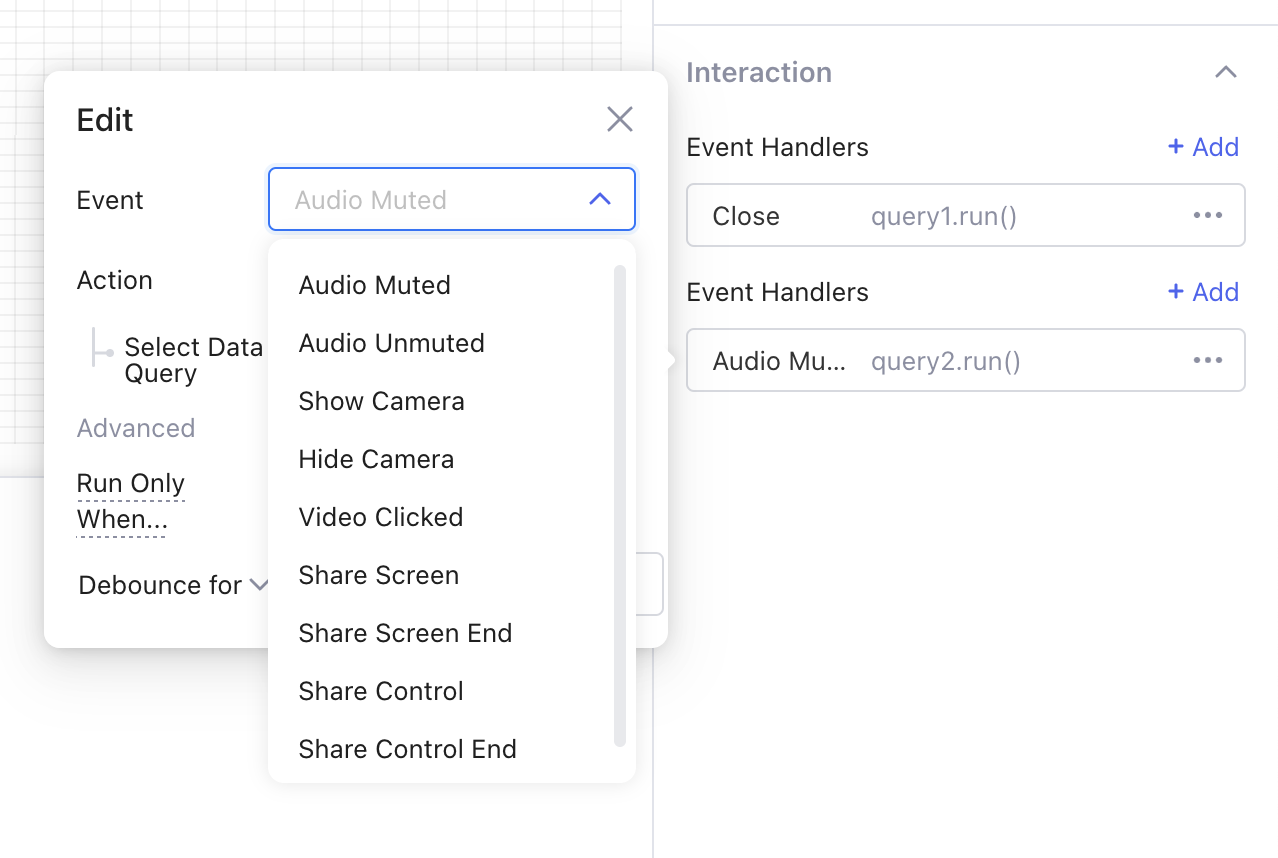 Edit
Event
Audio Muted
Audio Muted
Audio Unmuted
Show Camera
Hide Camera
Video Clicked
Share Screen
Share Screen End
Share Control
Share Control End
Action
Select Data
Query
Advanced
Run Only
When...
Debounce for
Interaction
Event Handlers
+ Add
Close query1.run() •••
Event Handlers
+ Add
Audio Mu... query2.run() •••